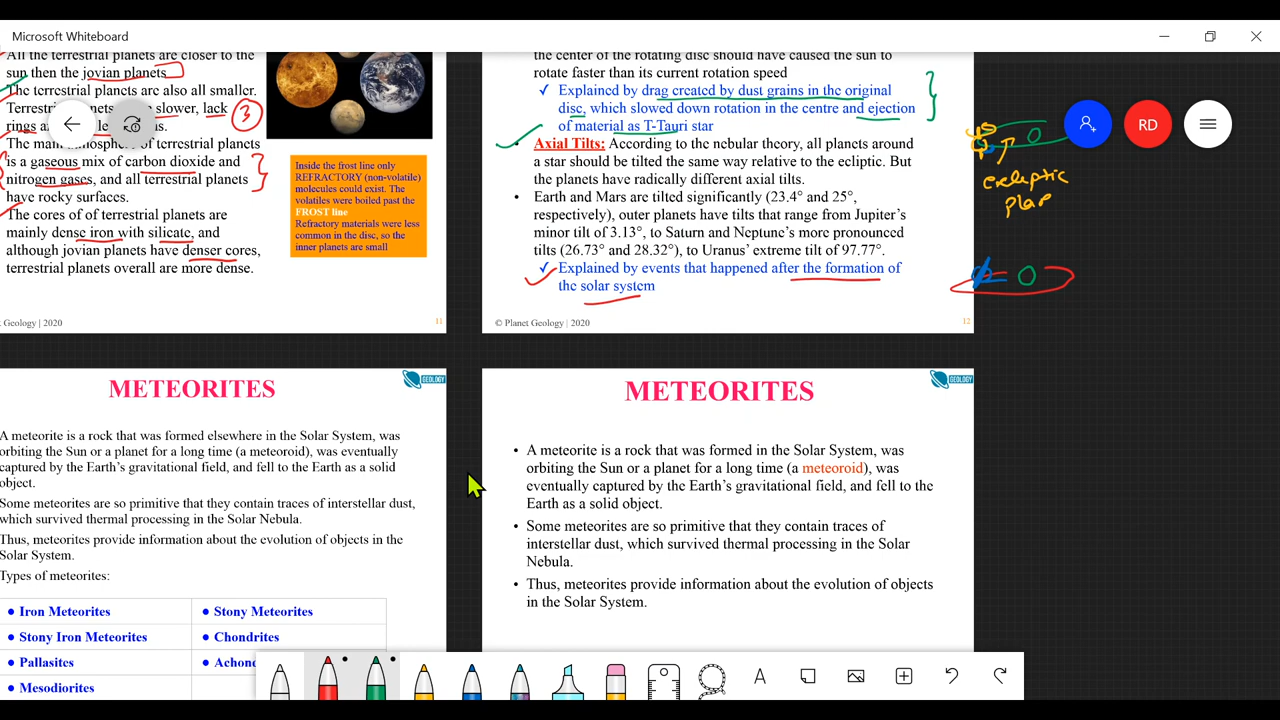 Microsoft Whiteboard
All the terrestrial planets are closer to the
sun then the jovian planets
The terrestrial planets are also all smaller.
Terrestri nets slower, lack
rings a
3
The main atmosphere of terrestrial planets
is a gaseous mix of carbon dioxide and
nitrogen gases, and all terrestrial planets
have rocky surfaces.
The cores of of terrestrial planets are
mainly dense iron with silicate, and
although jovian planets have denser cores,
terrestrial planets overall are more dense.
Inside the frost line only
REFRACTORY (non-volatile)
molecules could exist. The
volatiles were boiled past the
FROST line
Refractory materials were less
common in the disc, so the
inner planets are small
t Geology | 2020
11
the center of the rotating disc should have caused the sun to
rotate faster than its current rotation speed
✓ Explained by drag created by dust grains in the original
disc, which slowed down rotation in the centre and ejection
of material as T-Tauri star
• Axial Tilts: According to the nebular theory, all planets around
a star should be tilted the same way relative to the ecliptic. But
the planets have radically different axial tilts.
• Earth and Mars are tilted significantly (23.4° and 25°,
respectively), outer planets have tilts that range from Jupiter’s
minor tilt of 3.13°, to Saturn and Neptune’s more pronounced
tilts (26.73° and 28.32°), to Uranus’ extreme tilt of 97.77°.
✓ Explained by events that happened after the formation of
the solar system
© Planet Geology | 2020
12
RD
plan
METEORITES
GEOLOGY
A meteorite is a rock that was formed elsewhere in the Solar System, was
orbiting the Sun or a planet for a long time (a meteoroid), was eventually
captured by the Earth’s gravitational field, and fell to the Earth as a solid
object.
Some meteorites are so primitive that they contain traces of interstellar dust,
which survived thermal processing in the Solar Nebula.
Thus, meteorites provide information about the evolution of objects in the
Solar System.
Types of meteorites:
• Iron Meteorites
• Stony Meteorites
• Stony Iron Meteorites
• Chondrites
• Pallasites
• Achond
• Mesodiorites
METEORITES
GEOLOGY
• A meteorite is a rock that was formed in the Solar System, was
orbiting the Sun or a planet for a long time (a meteoroid), was
eventually captured by the Earth’s gravitational field, and fell to the
Earth as a solid object.
• Some meteorites are so primitive that they contain traces of
interstellar dust, which survived thermal processing in the Solar
Nebula.
• Thus, meteorites provide information about the evolution of objects
in the Solar System.
A